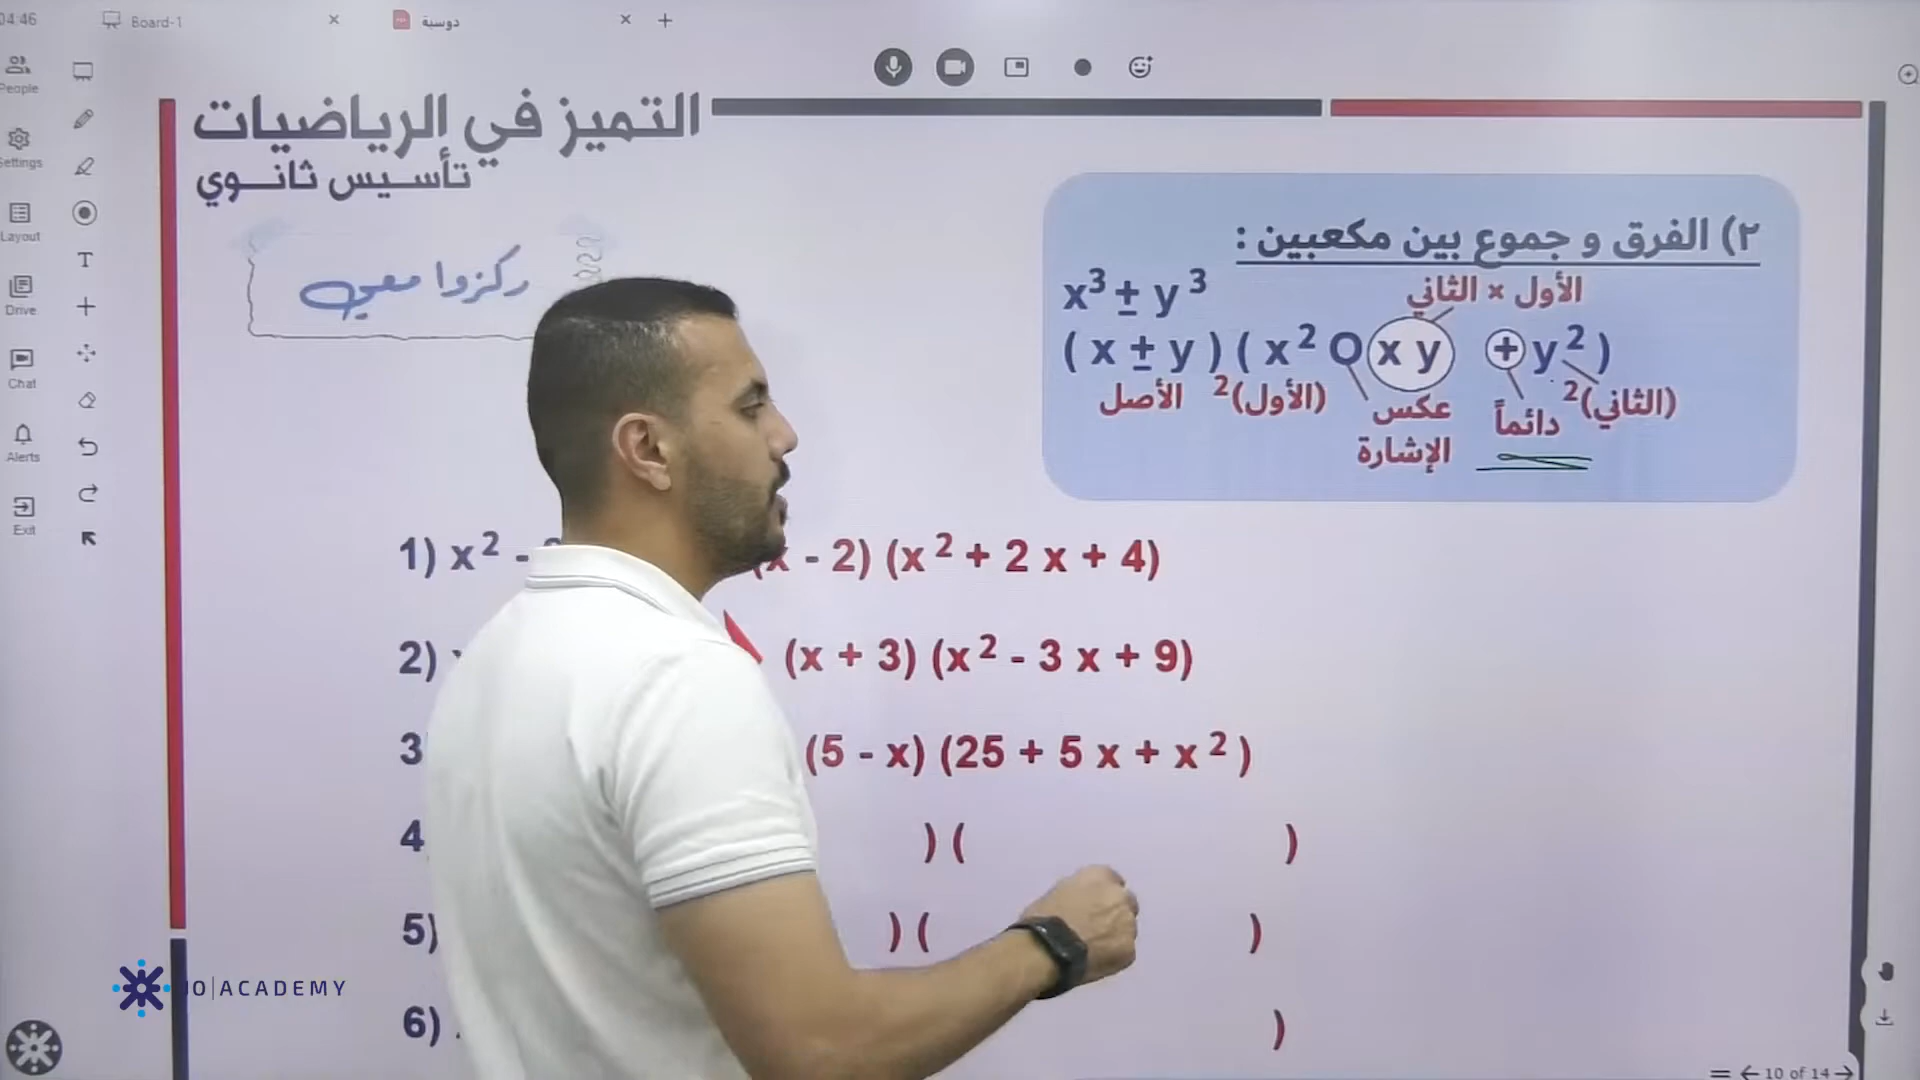 04:46
Board-1
دوسية
People
Settings
Layout
Drive
Chat
Alerts
Exit
T
التميز في الرياضيات
تأسيس ثانوي
ركزوا معي
٢) الفرق و جموع بين مكعبين :
x³ ± y³
الأول × الثاني
( x ± y ) ( x² O x y + y² )
الأصل (الأول)² عكس الإشارة دائماً (الثاني)²
1) x² - (x - 2) (x² + 2 x + 4)
2) (x + 3) (x² - 3 x + 9)
3 (5 - x) (25 + 5 x + x² )
4 ) ( )
5) ) ( )
6) )
JO|ACADEMY
10 of 14